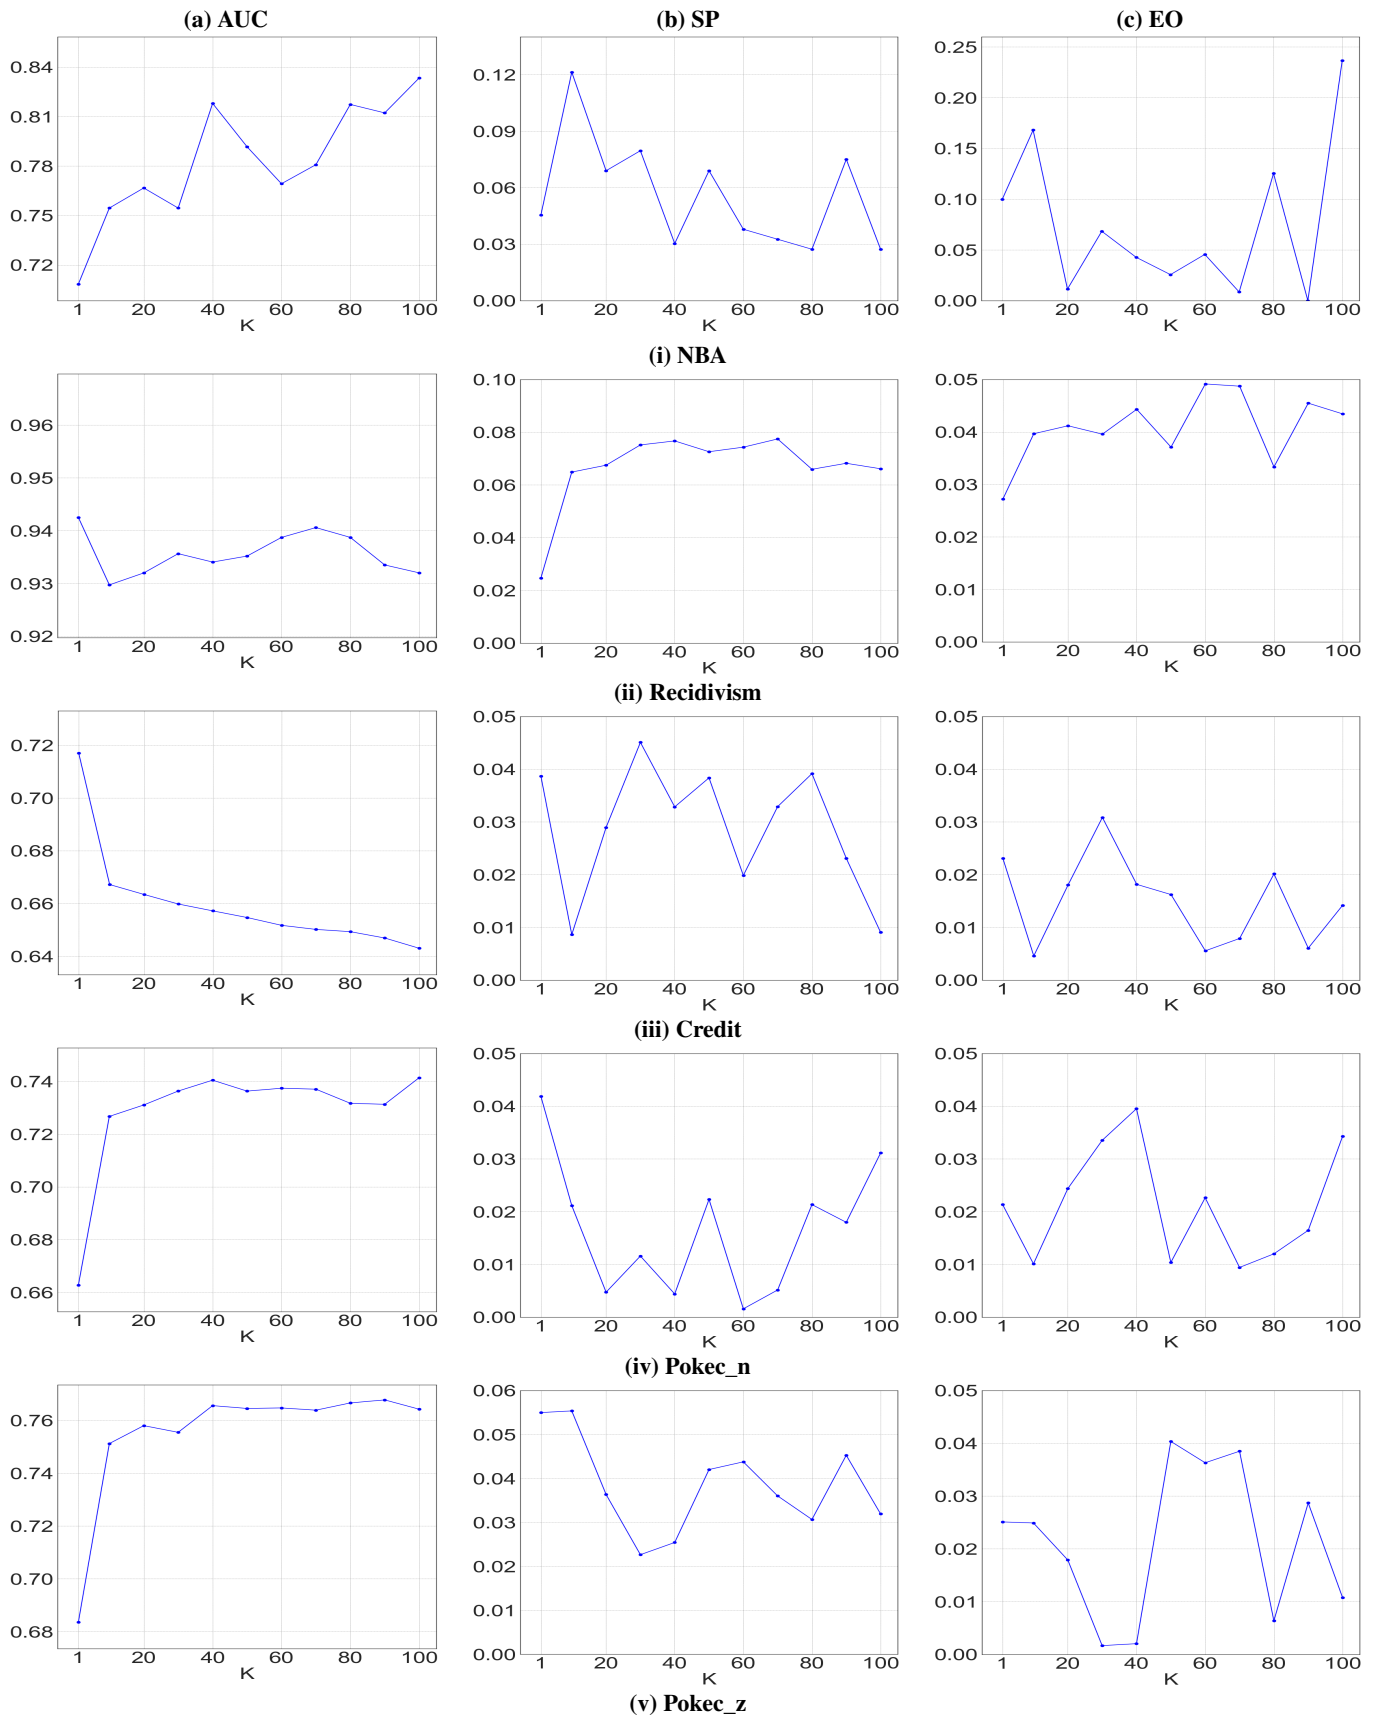 (a) AUC (b) SP (c) EO
0.84
0.81
0.78
0.75
0.72
1 20 40 60 80 100
K
0.12
0.09
0.06
0.03
0.00
1 20 40 60 80 100
K
0.25
0.20
0.15
0.10
0.05
0.00
1 20 40 60 80 100
K
(i) NBA
0.96
0.95
0.94
0.93
0.92
1 20 40 60 80 100
K
0.10
0.08
0.06
0.04
0.02
0.00
1 20 40 60 80 100
K
0.05
0.04
0.03
0.02
0.01
0.00
1 20 40 60 80 100
K
(ii) Recidivism
0.72
0.70
0.68
0.66
0.64
1 20 40 60 80 100
K
0.05
0.04
0.03
0.02
0.01
0.00
1 20 40 60 80 100
K
0.05
0.04
0.03
0.02
0.01
0.00
1 20 40 60 80 100
K
(iii) Credit
0.74
0.72
0.70
0.68
0.66
1 20 40 60 80 100
K
0.05
0.04
0.03
0.02
0.01
0.00
1 20 40 60 80 100
K
0.05
0.04
0.03
0.02
0.01
0.00
1 20 40 60 80 100
K
(iv) Pokec_n
0.76
0.74
0.72
0.70
0.68
1 20 40 60 80 100
K
0.06
0.05
0.04
0.03
0.02
0.01
0.00
1 20 40 60 80 100
K
0.05
0.04
0.03
0.02
0.01
0.00
1 20 40 60 80 100
K
(v) Pokec_z